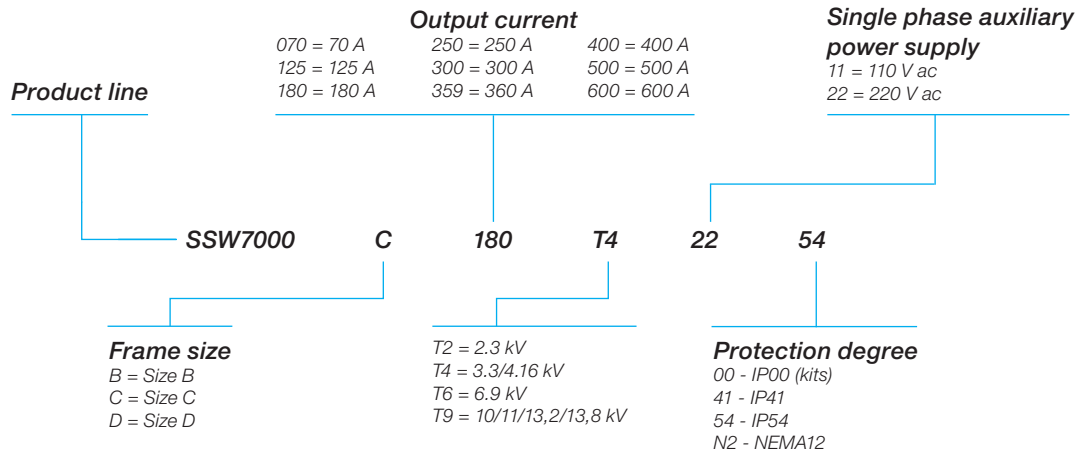 Output current
070 = 70 A 250 = 250 A 400 = 400 A
125 = 125 A 300 = 300 A 500 = 500 A
180 = 180 A 359 = 360 A 600 = 600 A
Single phase auxiliary
power supply
11 = 110 V ac
22 = 220 V ac
Product line
SSW7000 C 180 T4 22 54
Frame size
B = Size B
C = Size C
D = Size D
T2 = 2.3 kV
T4 = 3.3/4.16 kV
T6 = 6.9 kV
T9 = 10/11/13,2/13,8 kV
Protection degree
00 - IP00 (kits)
41 - IP41
54 - IP54
N2 - NEMA12